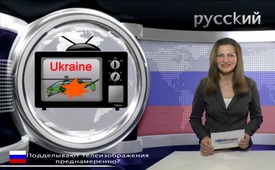 русский
Ukraine
Подделывают телеизображения
преднамеренно?